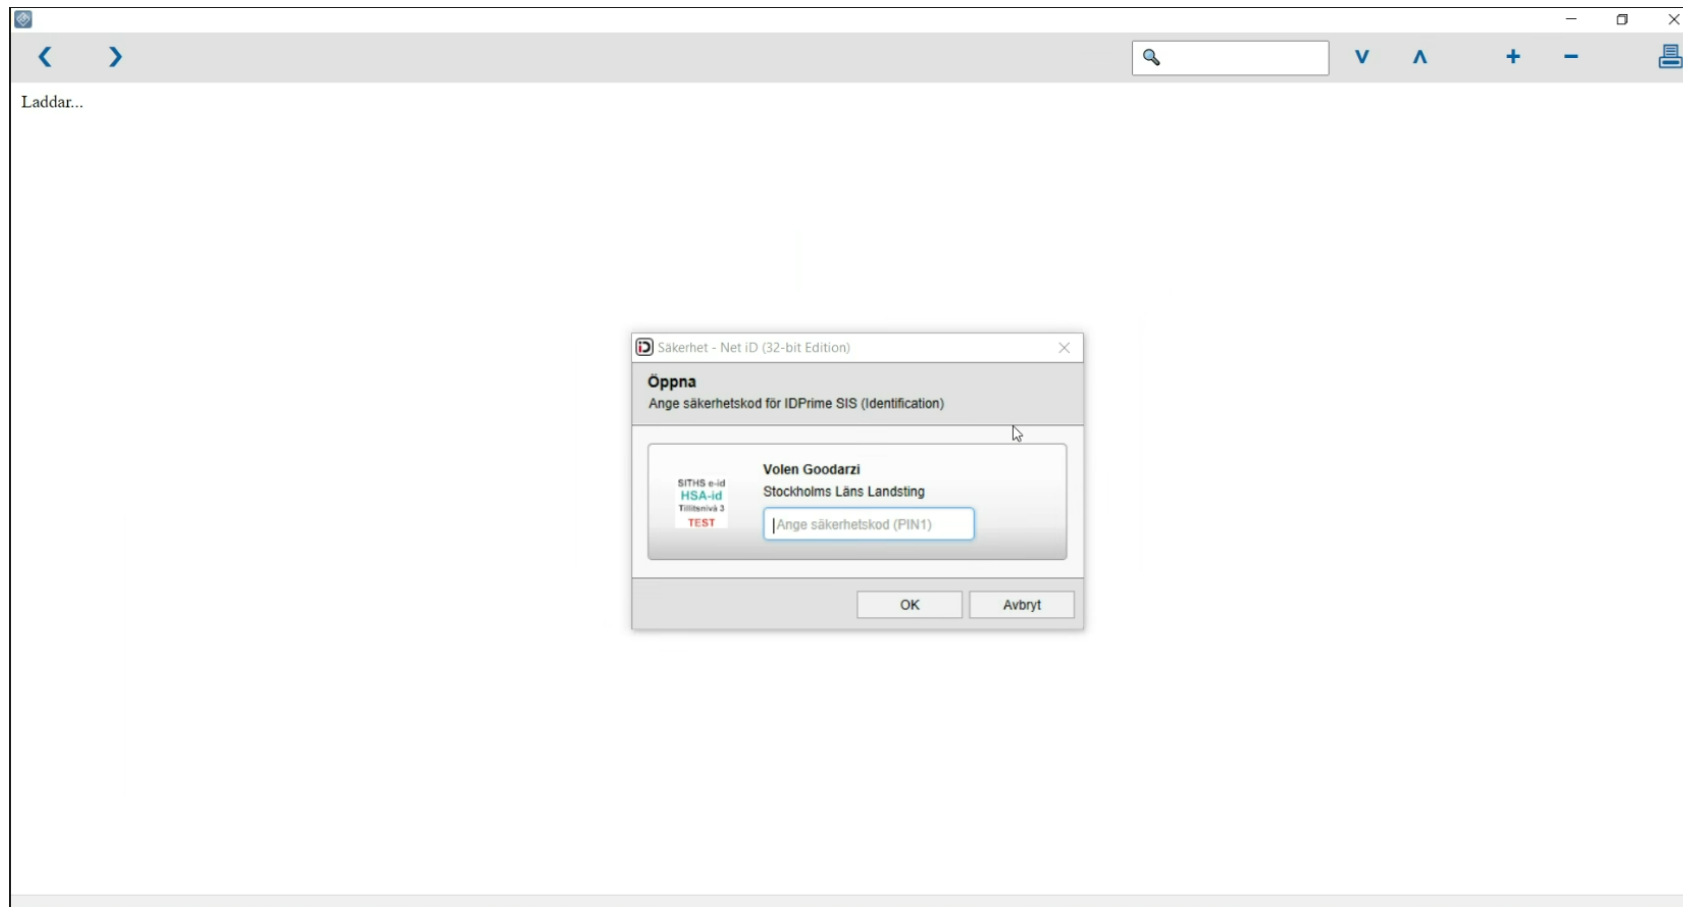 Laddar...
Säkerhet - Net iD (32-bit Edition)
Öppna
Ange säkerhetskod för IDPrime SIS (Identification)
SITHS e-id
HSA-id
Tillitsnivå 3
TEST
Volen Goodarzi
Stockholms Läns Landsting
Ange säkerhetskod (PIN1)
OK
Avbryt